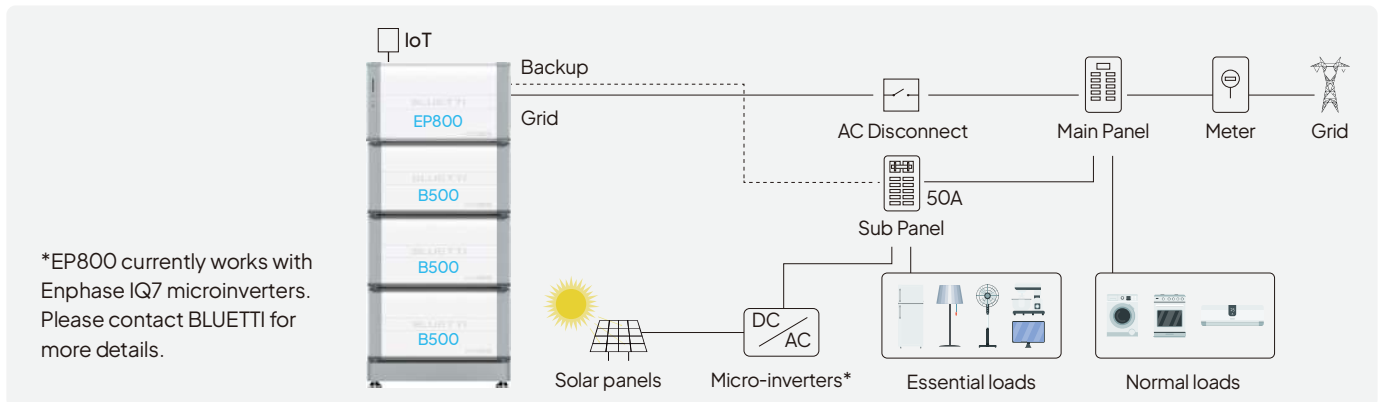 IoT
Backup
Grid
EP800
B500
B500
B500
AC Disconnect
Main Panel
Meter
Grid
50A
Sub Panel
*EP800 currently works with
Enphase IQ7 microinverters.
Please contact BLUETTI for
more details.
DC
AC
Solar panels
Micro-inverters*
Essential loads
Normal loads